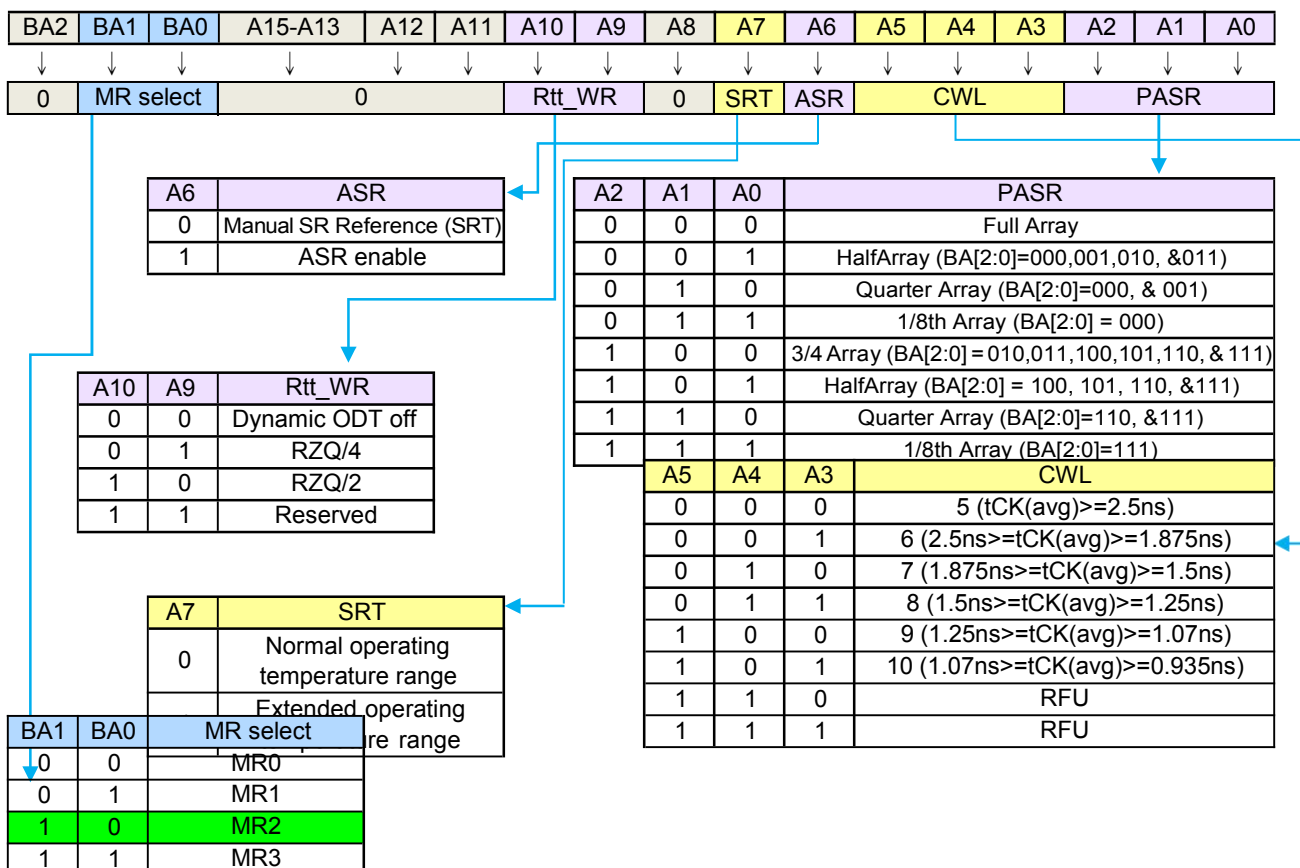 BA2 BA1 BA0 A15-A13 A12 A11 A10 A9 A8 A7 A6 A5 A4 A3 A2 A1 A0
0 MR select 0 Rtt_WR 0 SRT ASR CWL PASR
A6 ASR
0 Manual SR Reference (SRT)
1 ASR enable
A2 A1 A0 PASR
0 0 0 Full Array
0 0 1 HalfArray (BA[2:0]=000,001,010, &011)
0 1 0 Quarter Array (BA[2:0]=000, & 001)
0 1 1 1/8th Array (BA[2:0] = 000)
1 0 0 3/4 Array (BA[2:0] = 010,011,100,101,110, & 111)
1 0 1 HalfArray (BA[2:0] = 100, 101, 110, &111)
1 1 0 Quarter Array (BA[2:0]=110, &111)
1 1 1 1/8th Array (BA[2:0]=111)
A10 A9 Rtt_WR
0 0 Dynamic ODT off
0 1 RZQ/4
1 0 RZQ/2
1 1 Reserved
A5 A4 A3 CWL
0 0 0 5 (tCK(avg)>=2.5ns)
0 0 1 6 (2.5ns>=tCK(avg)>=1.875ns)
0 1 0 7 (1.875ns>=tCK(avg)>=1.5ns)
0 1 1 8 (1.5ns>=tCK(avg)>=1.25ns)
1 0 0 9 (1.25ns>=tCK(avg)>=1.07ns)
1 0 1 10 (1.07ns>=tCK(avg)>=0.935ns)
1 1 0 RFU
1 1 1 RFU
A7 SRT
0 Normal operating
temperature range
Extended operating
range
BA1 BA0 MR select
0 0 MR0
0 1 MR1
1 0 MR2
1 1 MR3